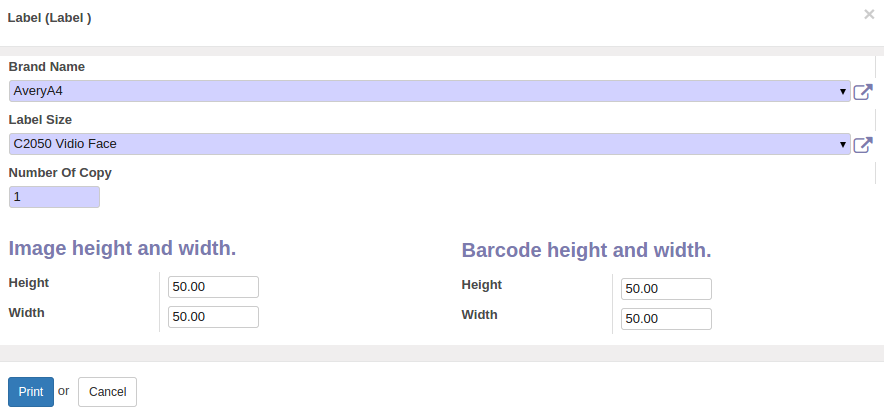 Label (Label )
×
Brand Name
AveryA4
Label Size
C2050 Vidio Face
Number Of Copy
1
Image height and width.
Height 50.00
Width 50.00
Barcode height and width.
Height 50.00
Width 50.00
Print or Cancel